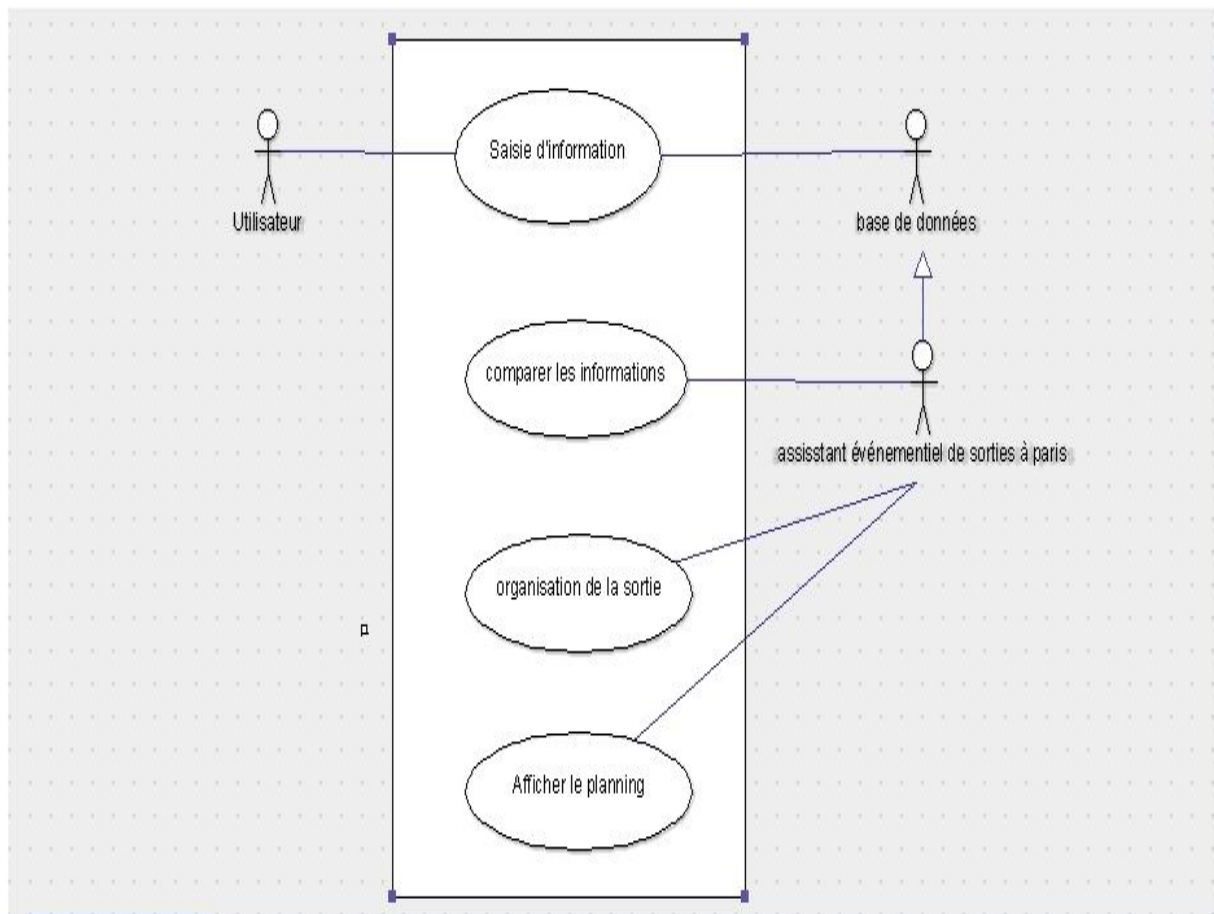 Saisie d'information
Utilisateur
base de données
comparer les informations
assisstant événementiel de sorties à paris
organisation de la sortie
Afficher le planning